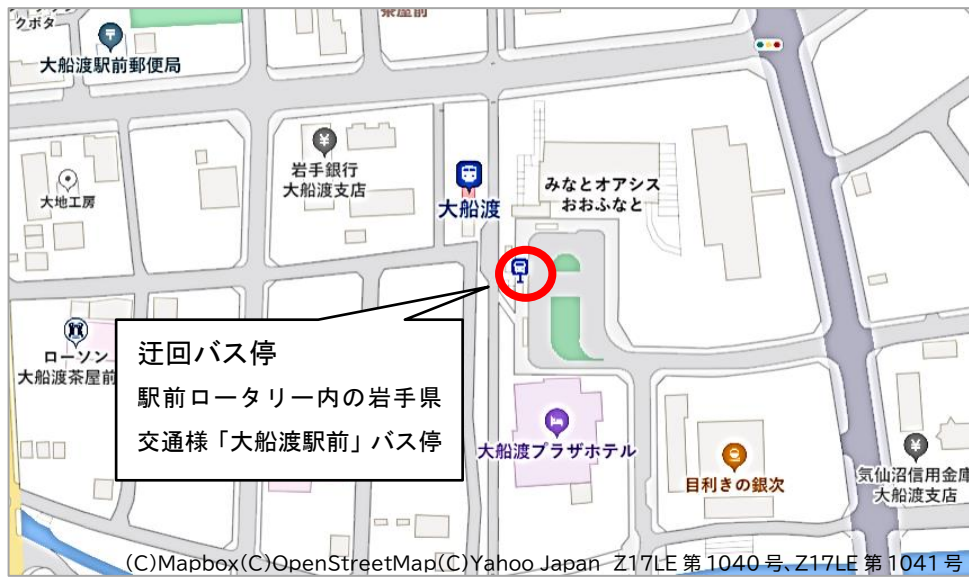 クボタ
茶屋前
大船渡駅前郵便局
岩手銀行
大船渡支店
大地工房
大船渡
みなとオアシス
おおふなと
ローソン
大船渡茶屋前
迂回バス停
駅前ロータリー内の岩手県
交通様「大船渡駅前」バス停
大船渡プラザホテル
目利きの銀次
気仙沼信用金庫
大船渡支店
(C)Mapbox(C)OpenStreetMap(C)Yahoo Japan Z17LE 第 1040 号、Z17LE 第 1041 号